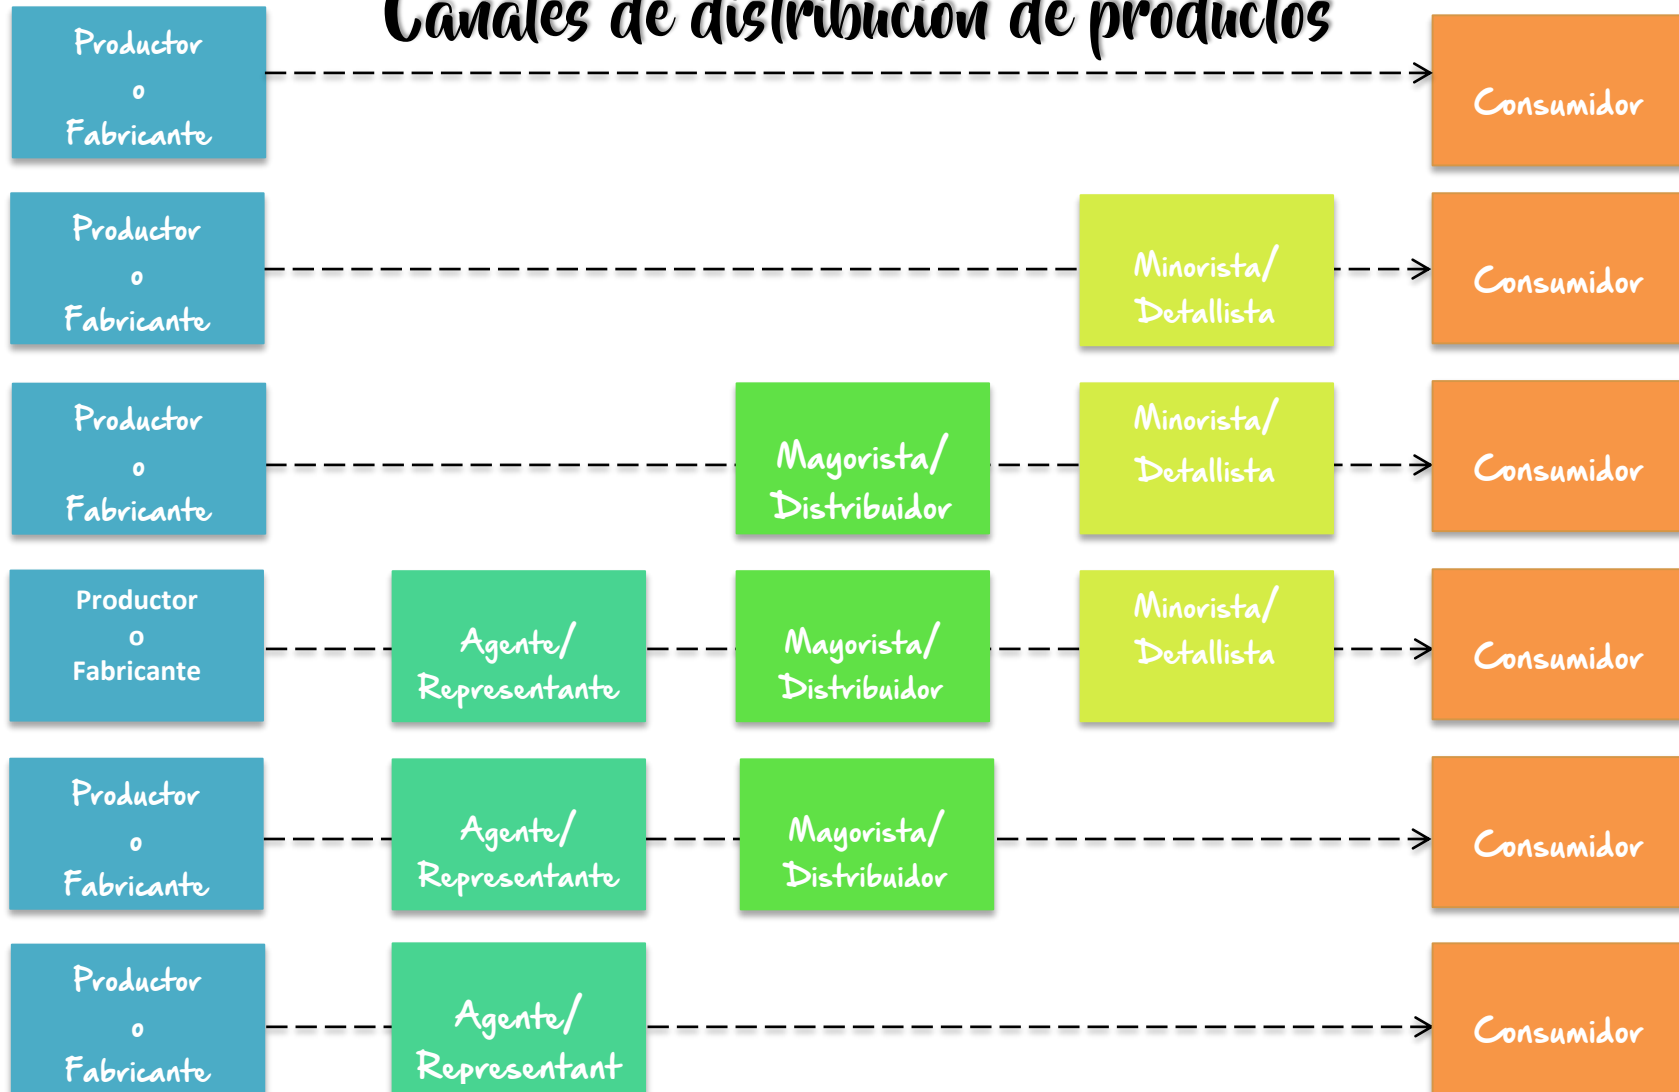 Canales de distribución de productos
Productor
o
Fabricante
Consumidor
Productor
o
Fabricante
Minorista/
Detallista
Consumidor
Productor
o
Fabricante
Mayorista/
Distribuidor
Minorista/
Detallista
Consumidor
Productor
o
Fabricante
Agente/
Representante
Mayorista/
Distribuidor
Minorista/
Detallista
Consumidor
Productor
o
Fabricante
Agente/
Representante
Mayorista/
Distribuidor
Consumidor
Productor
o
Fabricante
Agente/
Representant
Consumidor